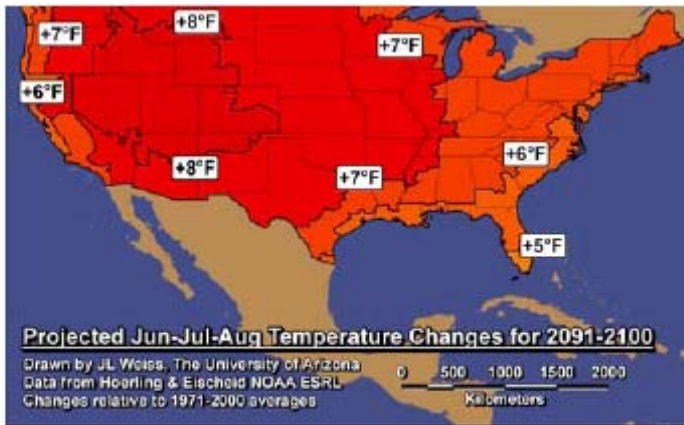 +8°F
+7°F
+7°F
+6°F
+6°F
+8°F
+7°F
+5°F
Projected Jun-Jul-Aug Temperature Changes for 2091-2100
Drawn by JL Weiss, The University of Arizona
Data from Hoerling & Eischeid NOAA ESRL
Changes relative to 1971-2000 averages
0 500 1000 1500 2000
Kilometers